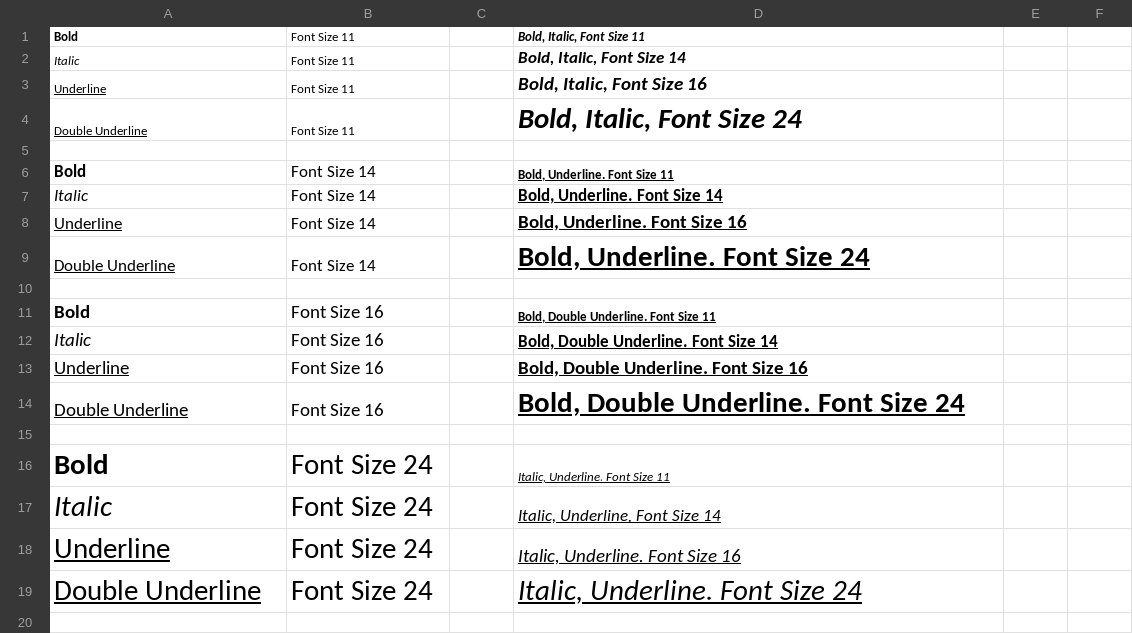 A B C D E F
1 Bold Font Size 11 Bold, Italic, Font Size 11
2 Italic Font Size 11 Bold, Italic, Font Size 14
3 Underline Font Size 11 Bold, Italic, Font Size 16
4 Double Underline Font Size 11 Bold, Italic, Font Size 24
5
6 Bold Font Size 14 Bold, Underline. Font Size 11
7 Italic Font Size 14 Bold, Underline. Font Size 14
8 Underline Font Size 14 Bold, Underline. Font Size 16
9 Double Underline Font Size 14 Bold, Underline. Font Size 24
10
11 Bold Font Size 16 Bold, Double Underline. Font Size 11
12 Italic Font Size 16 Bold, Double Underline. Font Size 14
13 Underline Font Size 16 Bold, Double Underline. Font Size 16
14 Double Underline Font Size 16 Bold, Double Underline. Font Size 24
15
16 Bold Font Size 24 Italic, Underline. Font Size 11
17 Italic Font Size 24 Italic, Underline. Font Size 14
18 Underline Font Size 24 Italic, Underline. Font Size 16
19 Double Underline Font Size 24 Italic, Underline. Font Size 24
20